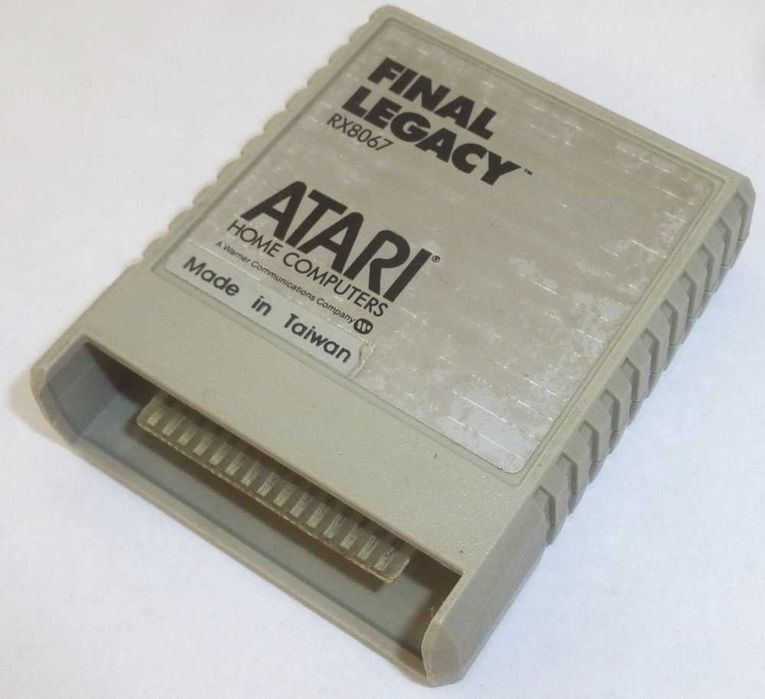 FINAL
LEGACY™
RX8067
ATARI®
HOME COMPUTERS
A Warner Communications Company
Made in Taiwan